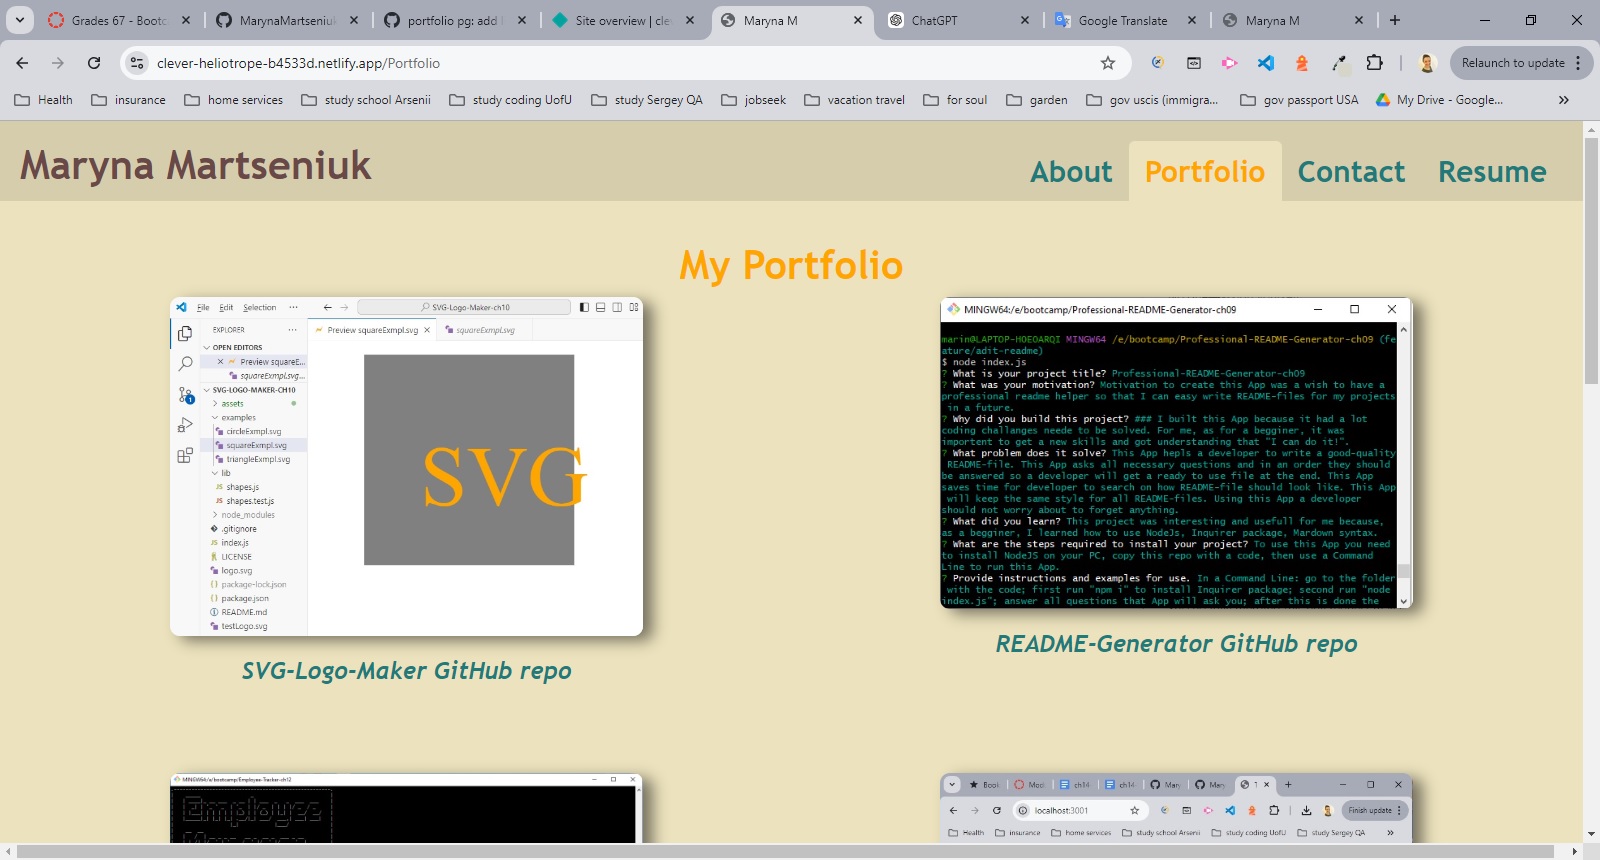 Grades 67 - Bootc
MarynaMartseniuk
portfolio pg: add
Site overview | cle
Maryna M
ChatGPT
Google Translate
Maryna M
clever-heliotrope-b4533d.netlify.app/Portfolio
Relaunch to update
Health
insurance
home services
study school Arsenii
study coding UofU
study Sergey QA
jobseek
vacation travel
for soul
garden
gov uscis (immigra...
gov passport USA
My Drive - Google...
Maryna Martseniuk
About
Portfolio
Contact
Resume
My Portfolio
File Edit Selection ...
SVG-Logo-Maker-ch10
EXPLORER
Preview squareExmpl.svg
squareExmpl.svg
OPEN EDITORS
Preview squareE...
squareExmpl.svg...
SVG-LOGO-MAKER-CH10
assets
examples
circleExmpl.svg
squareExmpl.svg
triangleExmpl.svg
lib
shapes.js
shapes.test.js
node_modules
.gitignore
index.js
LICENSE
logo.svg
package-lock.json
package.json
README.md
testLogo.svg
1
SVG
SVG-Logo-Maker GitHub repo
MINGW64:/e/bootcamp/Professional-README-Generator-ch09
marin@LAPTOP-H0EOARQI MINGW64 /e/bootcamp/Professional-README-Generator-ch09 (fe
ature/adit-readme)
$ node index.js
? What is your project title? Professional-README-Generator-ch09
? What was your motivation? Motivation to create this App was a wish to have a
professional readme helper so that I can easy write README-files for my projects
in a future.
? Why did you build this project? ### I built this App because it had a lot
coding challanges neede to be solved. For me, as for a begginer, it was
importent to get a new skills and got understanding that "I can do it!".
? What problem does it solve? This App hepls a developer to write a good-quality
README-file. This App asks all necessary questions and in an order they should
be answered so a developer will get a ready to use file at the end. This App
saves time for developer to search on how README-file should look like. This App
will keep the same style for all README-files. Using this App a developer
should not worry about to forget anything.
? What did you learn? This project was interesting and usefull for me because,
as a begginer, I learned how to use NodeJs, Inquirer package, Mardown syntax.
? What are the steps required to install your project? To use this App you need
to install NodeJS on your PC, copy this repo with a code, then use a Command
Line to run this App.
? Provide instructions and examples for use. In a Command Line: go to the folder
with the code; first run "npm i" to install Inquirer package; second run "node
index.js"; answer all questions that App will ask you; after this is done the
README-Generator GitHub repo
MINGW64:/e/bootcamp/Employee-Tracker-ch12
Employee
Book
Mod
ch14
ch14
Mary
Mary
1
localhost:3001
Finish update
Health
insurance
home services
study school Arsenii
study coding UofU
study Sergey QA